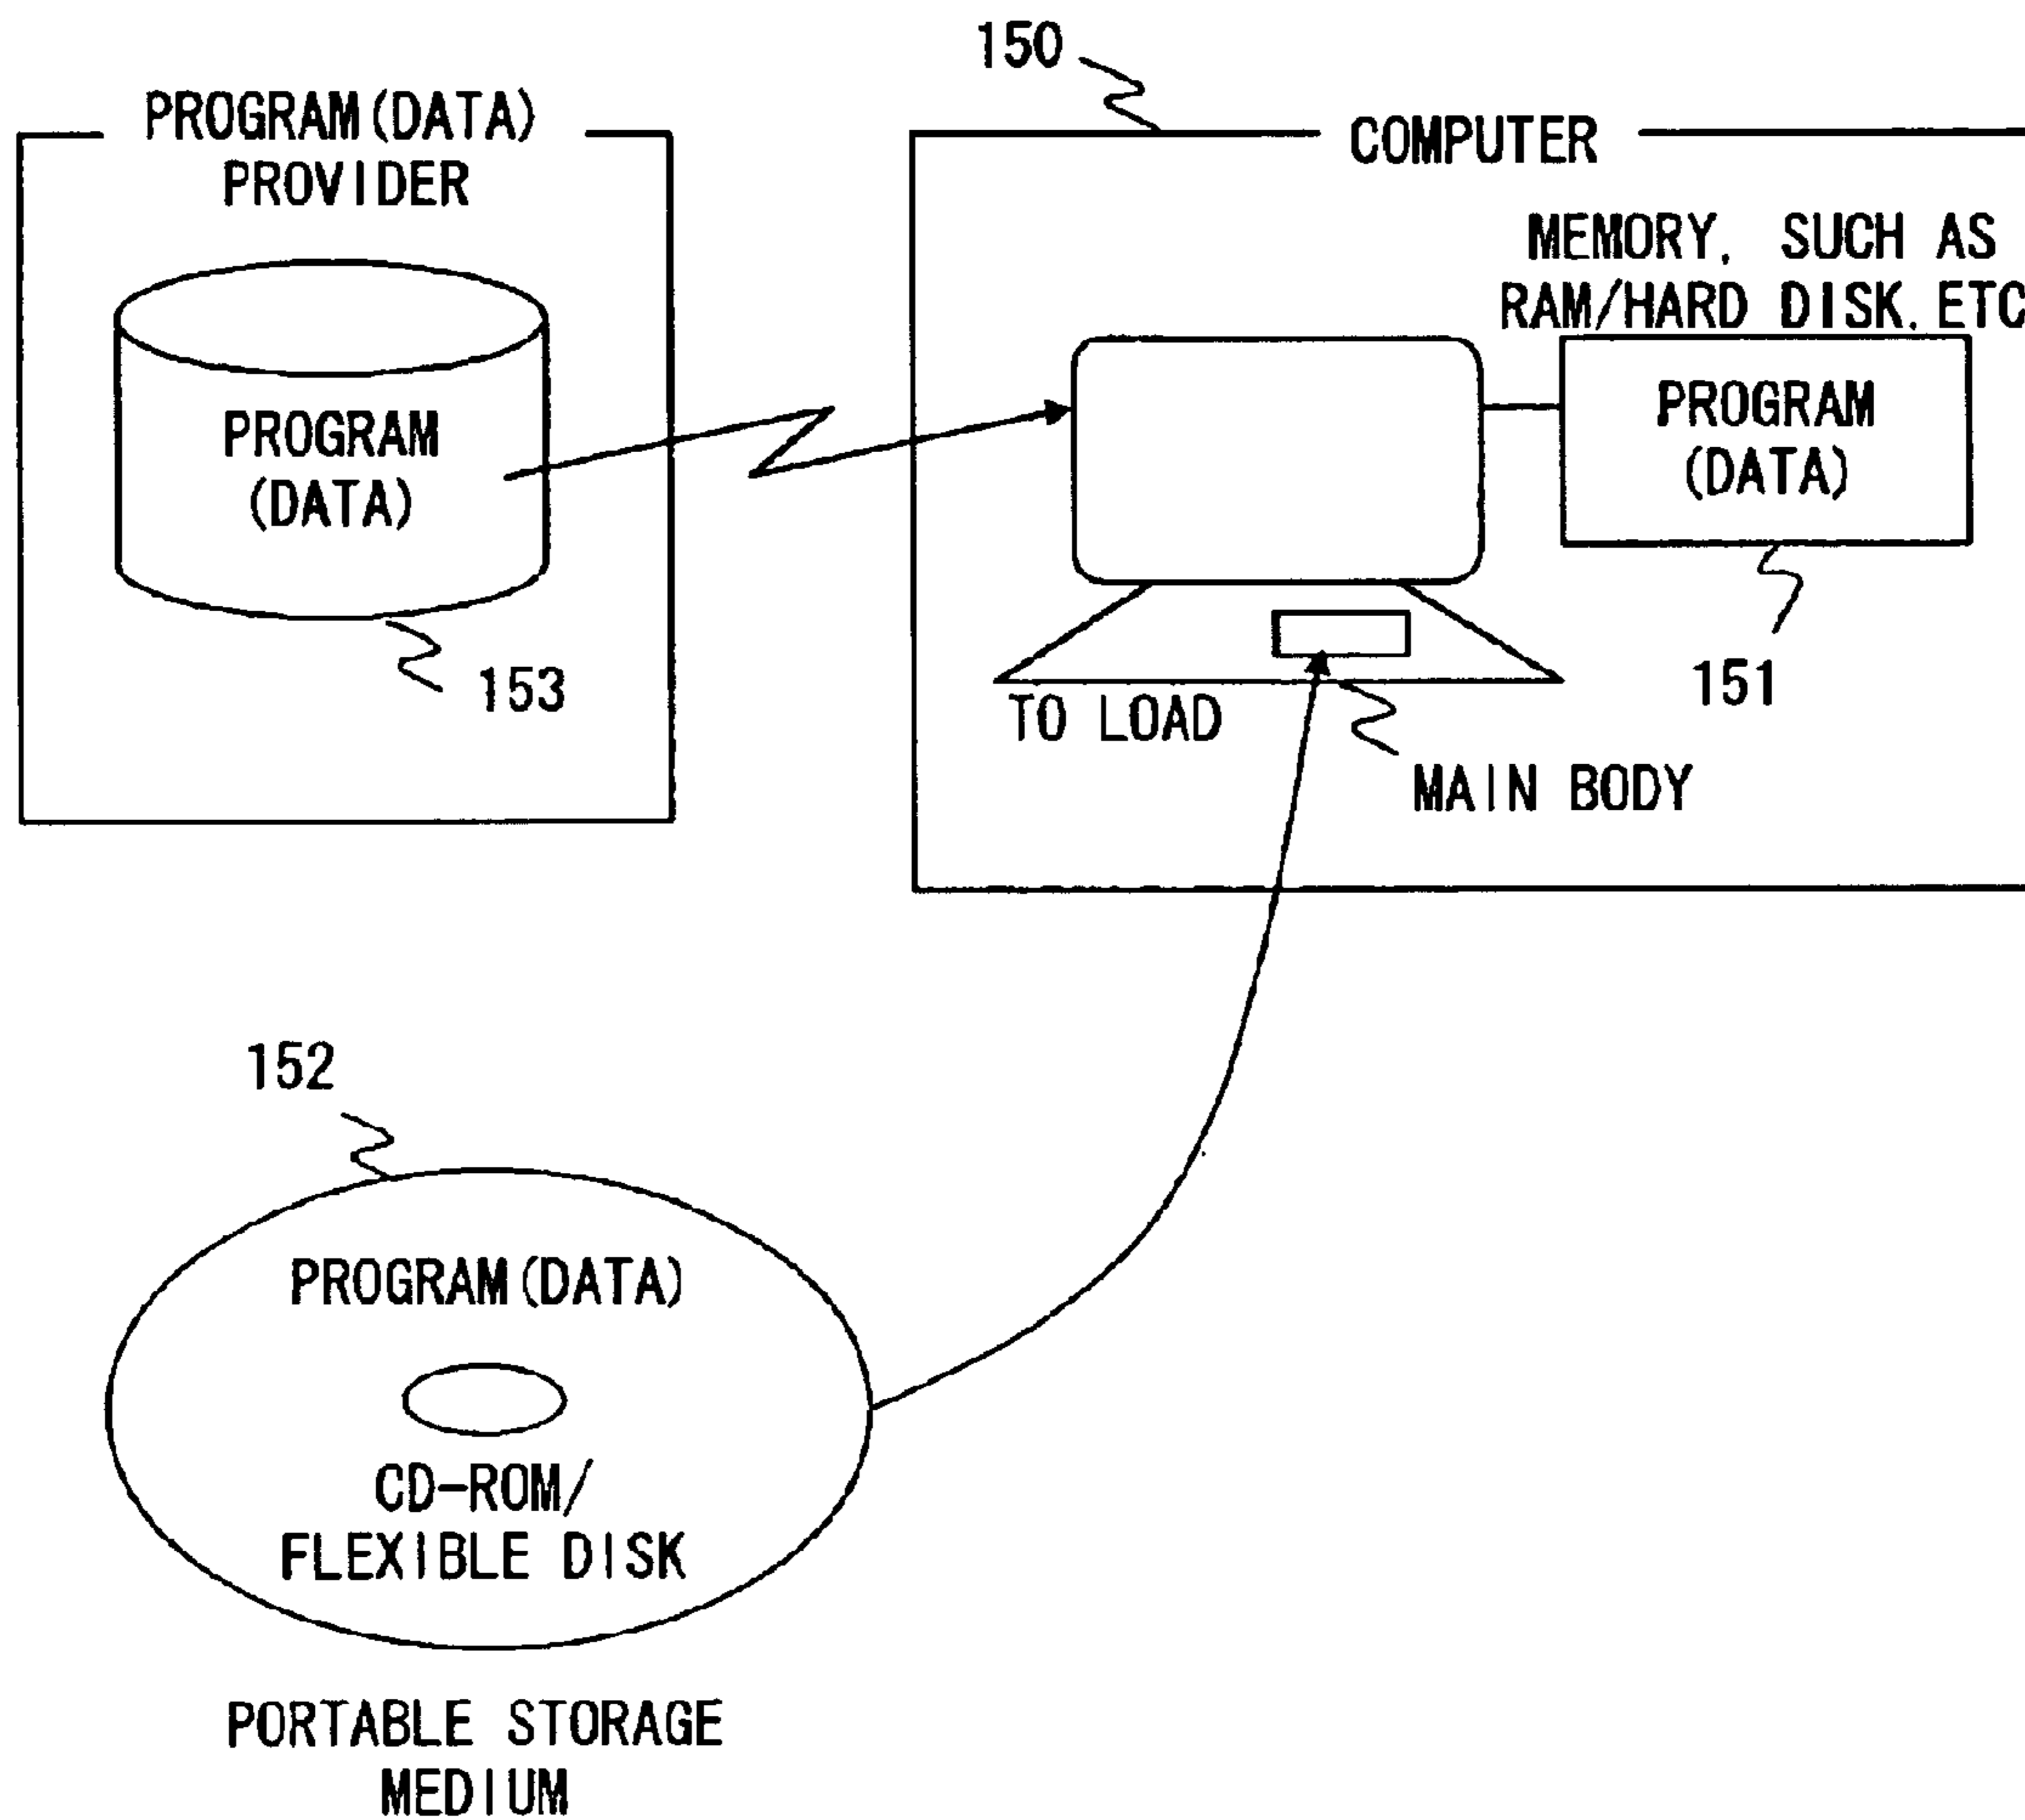 150
PROGRAM(DATA)
PROVIDER
COMPUTER
MEMORY, SUCH AS
RAM/HARD DISK.ETC
PROGRAM
(DATA)
PROGRAM
(DATA)
153
151
TO LOAD
MAIN BODY
152
PROGRAM(DATA)
CD-ROM/
FLEXIBLE DISK
PORTABLE STORAGE
MEDIUM